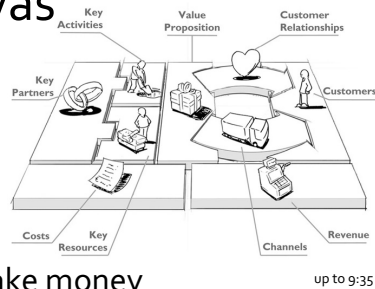 vas
Key
Activities
Value
Proposition
Customer
Relationships
Key
Partners
Customers
Costs
Key
Resources
Channels
Revenue
ake money
up to 9:35